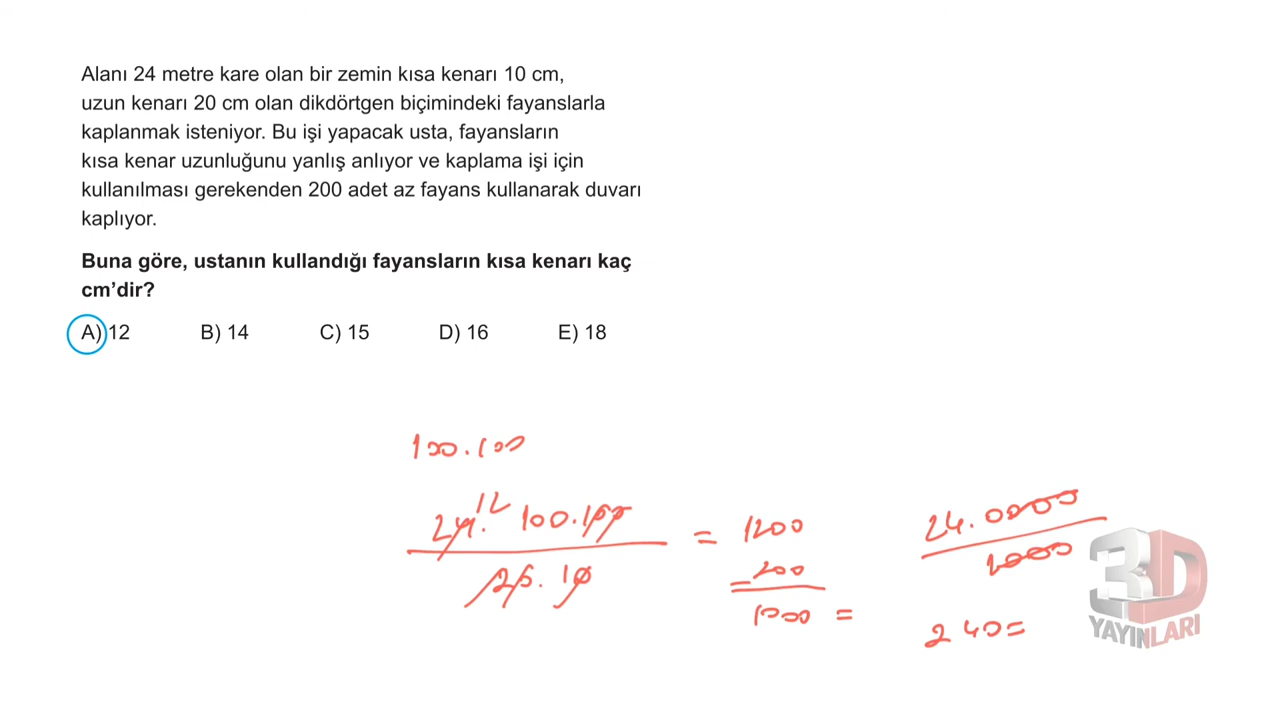 Alanı 24 metre kare olan bir zemin kısa kenarı 10 cm,
uzun kenarı 20 cm olan dikdörtgen biçimindeki fayanslarla
kaplanmak isteniyor. Bu işi yapacak usta, fayansların
kısa kenar uzunluğunu yanlış anlıyor ve kaplama işi için
kullanılması gerekenden 200 adet az fayans kullanarak duvarı
kaplıyor.
Buna göre, ustanın kullandığı fayansların kısa kenarı kaç
cm'dir?
A) 12 B) 14 C) 15 D) 16 E) 18
100.100
12
24. 100.100 = 1200
20. 10
- 200
1000 =
24.0000
1000
240=
3D
YAYINLARI